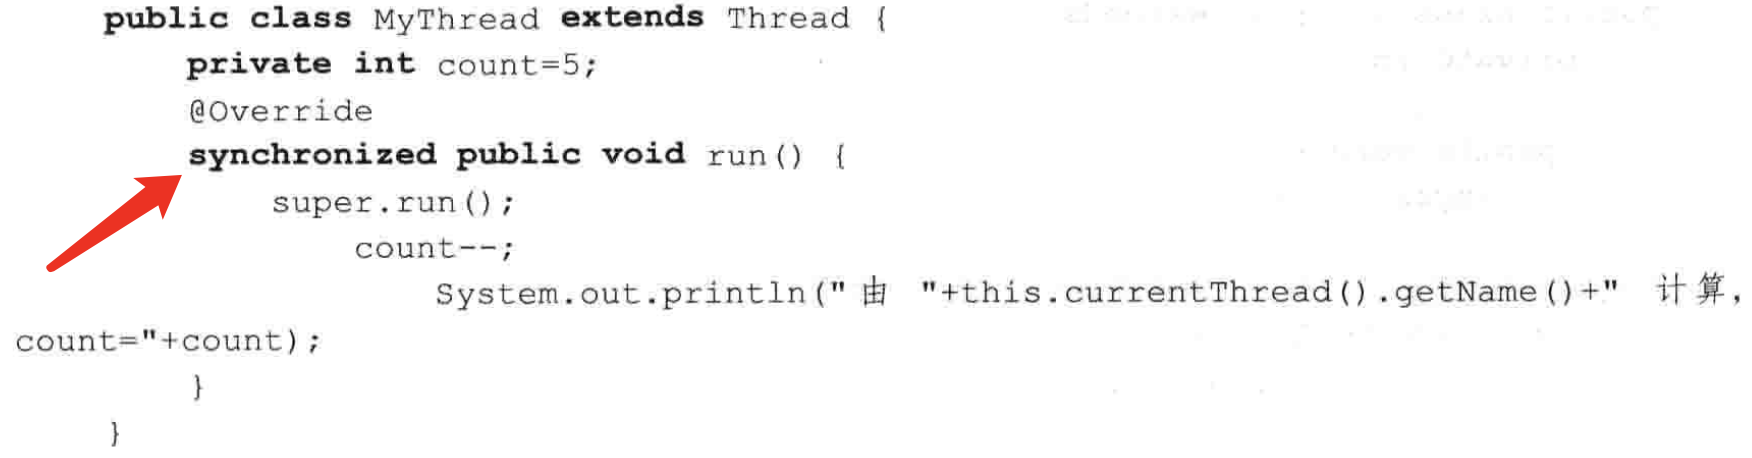 public class MyThread extends Thread {
private int count=5;
@Override
synchronized public void run() {
super.run();
count--;
System.out.println("由 "+this.currentThread().getName()+" 计算,
count="+count);
}
}